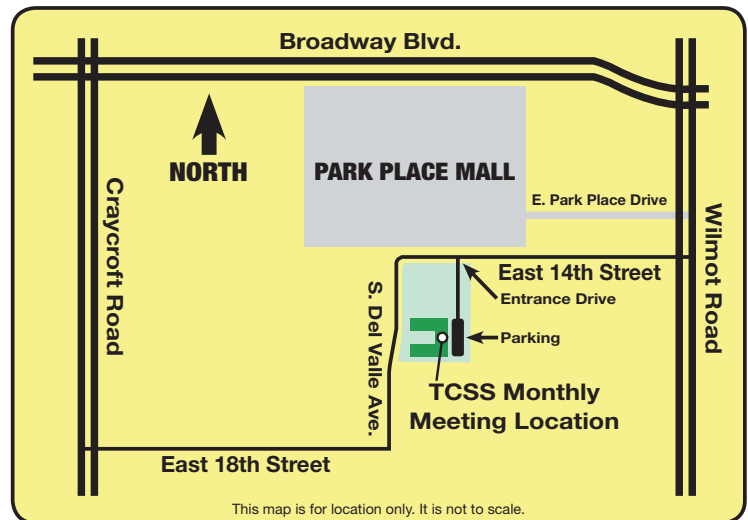 Broadway Blvd.
NORTH
PARK PLACE MALL
E. Park Place Drive
Craycroft Road
Wilmot Road
East 14th Street
Entrance Drive
S. Del Valle Ave.
Parking
TCSS Monthly
Meeting Location
East 18th Street
This map is for location only. It is not to scale.